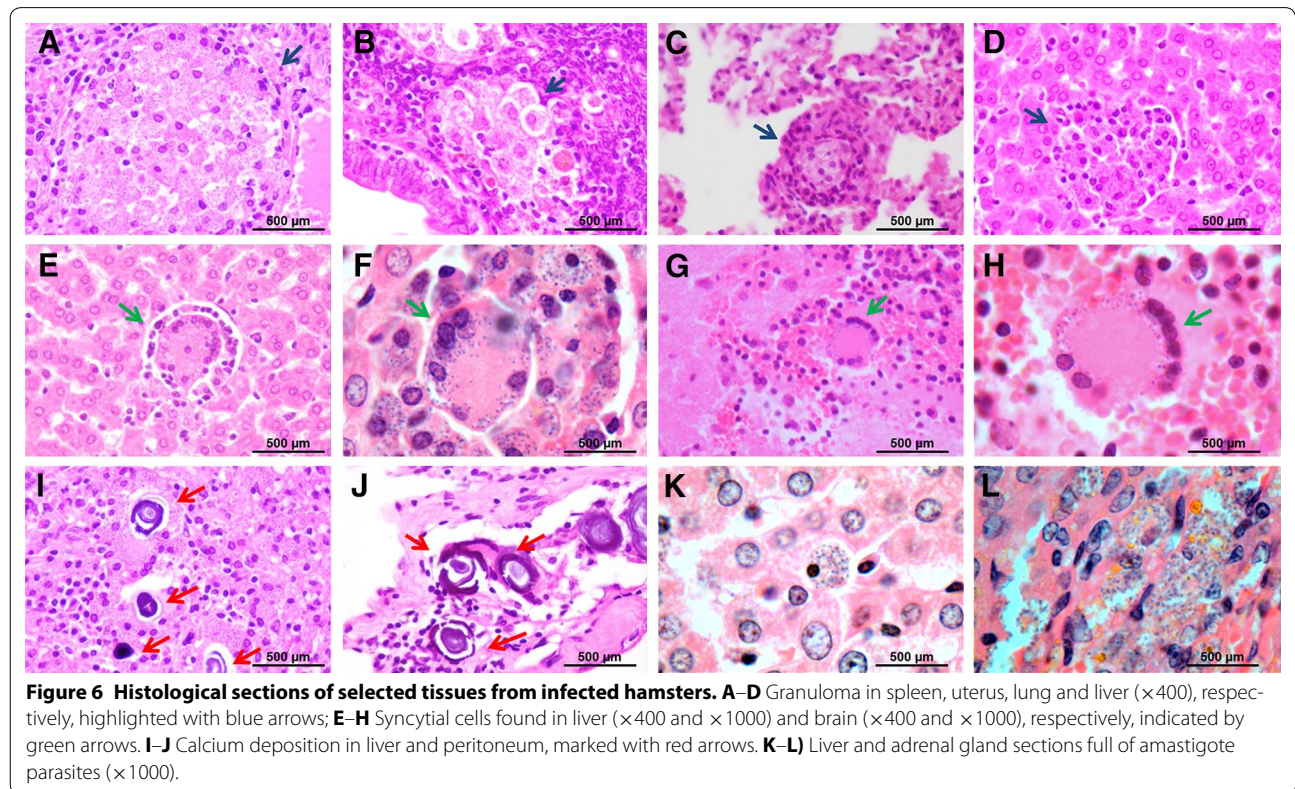 A B C D
600 µm 500 µm 500 µm 500 µm
E F G H
500 µm 500 µm 500 µm 500 µm
I J K L
500 µm 500 µm 500 µm 500 µm
Figure 6 Histological sections of selected tissues from infected hamsters. A–D Granuloma in spleen, uterus, lung and liver (×400), respec-
tively, highlighted with blue arrows; E–H Syncytial cells found in liver (×400 and ×1000) and brain (×400 and ×1000), respectively, indicated by
green arrows. I–J Calcium deposition in liver and peritoneum, marked with red arrows. K–L) Liver and adrenal gland sections full of amastigote
parasites (×1000).